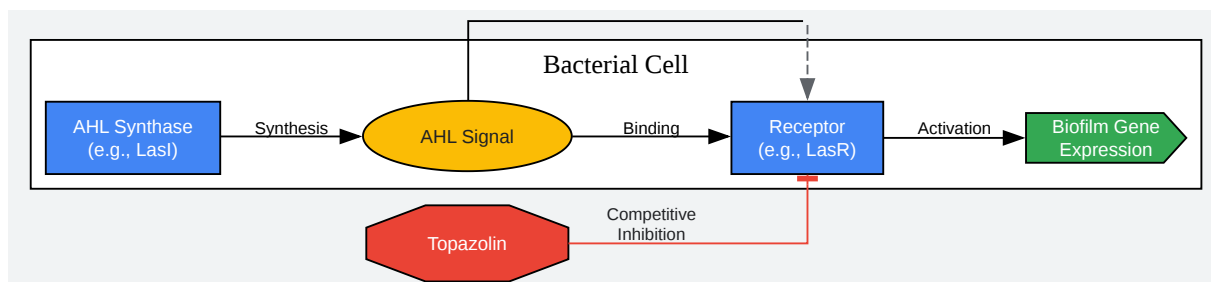 Bacterial Cell
AHL Synthase
(e.g., LasI)
Synthesis
AHL Signal
Binding
Receptor
(e.g., LasR)
Activation
Biofilm Gene
Expression
Topazolin
Competitive
Inhibition